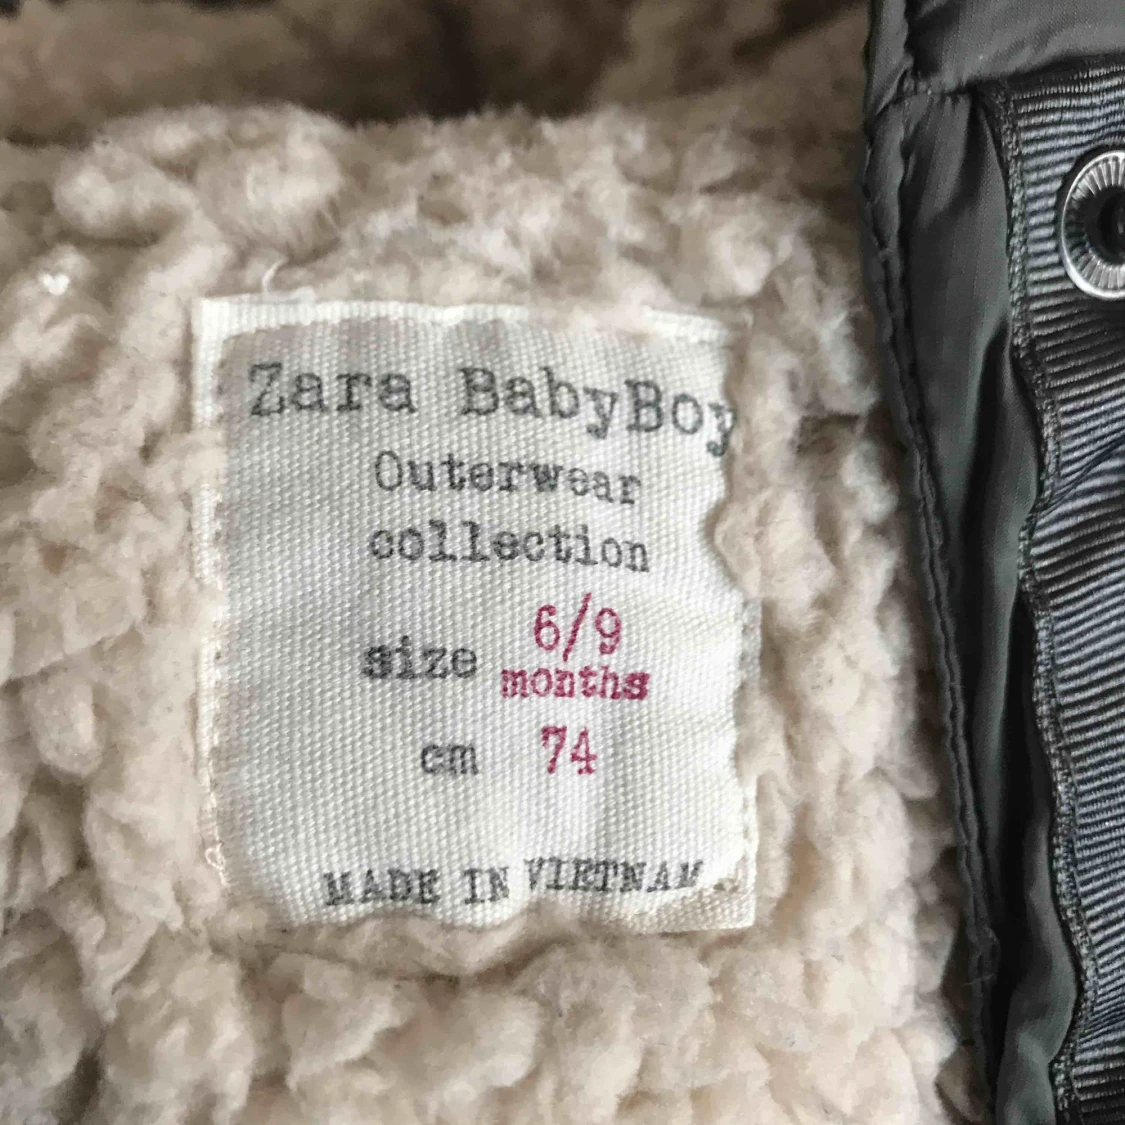 Zara BabyBoy
Outerwear
collection
size 6/9
months
cm 74
MADE IN VIETNAM